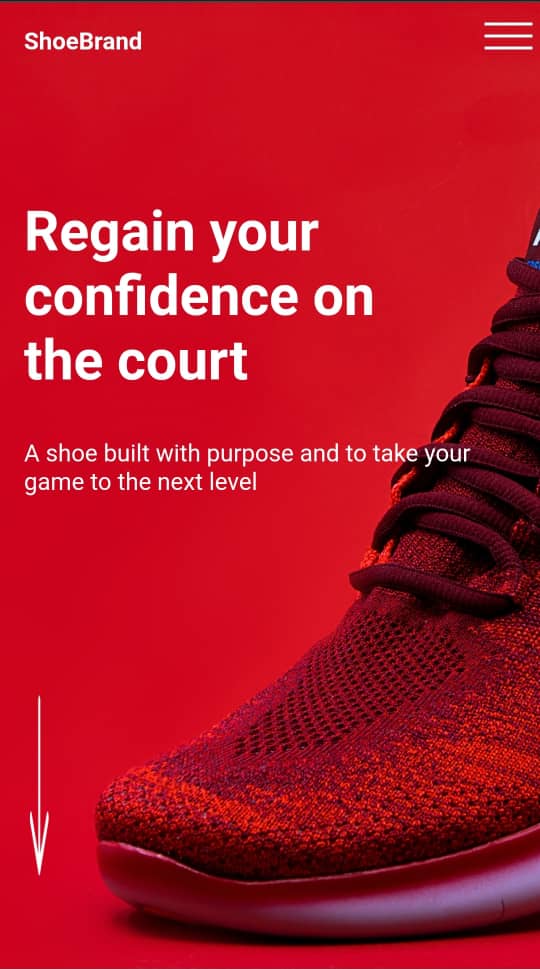 ShoeBrand
Regain your
confidence on
the court
A shoe built with purpose and to take your
game to the next level